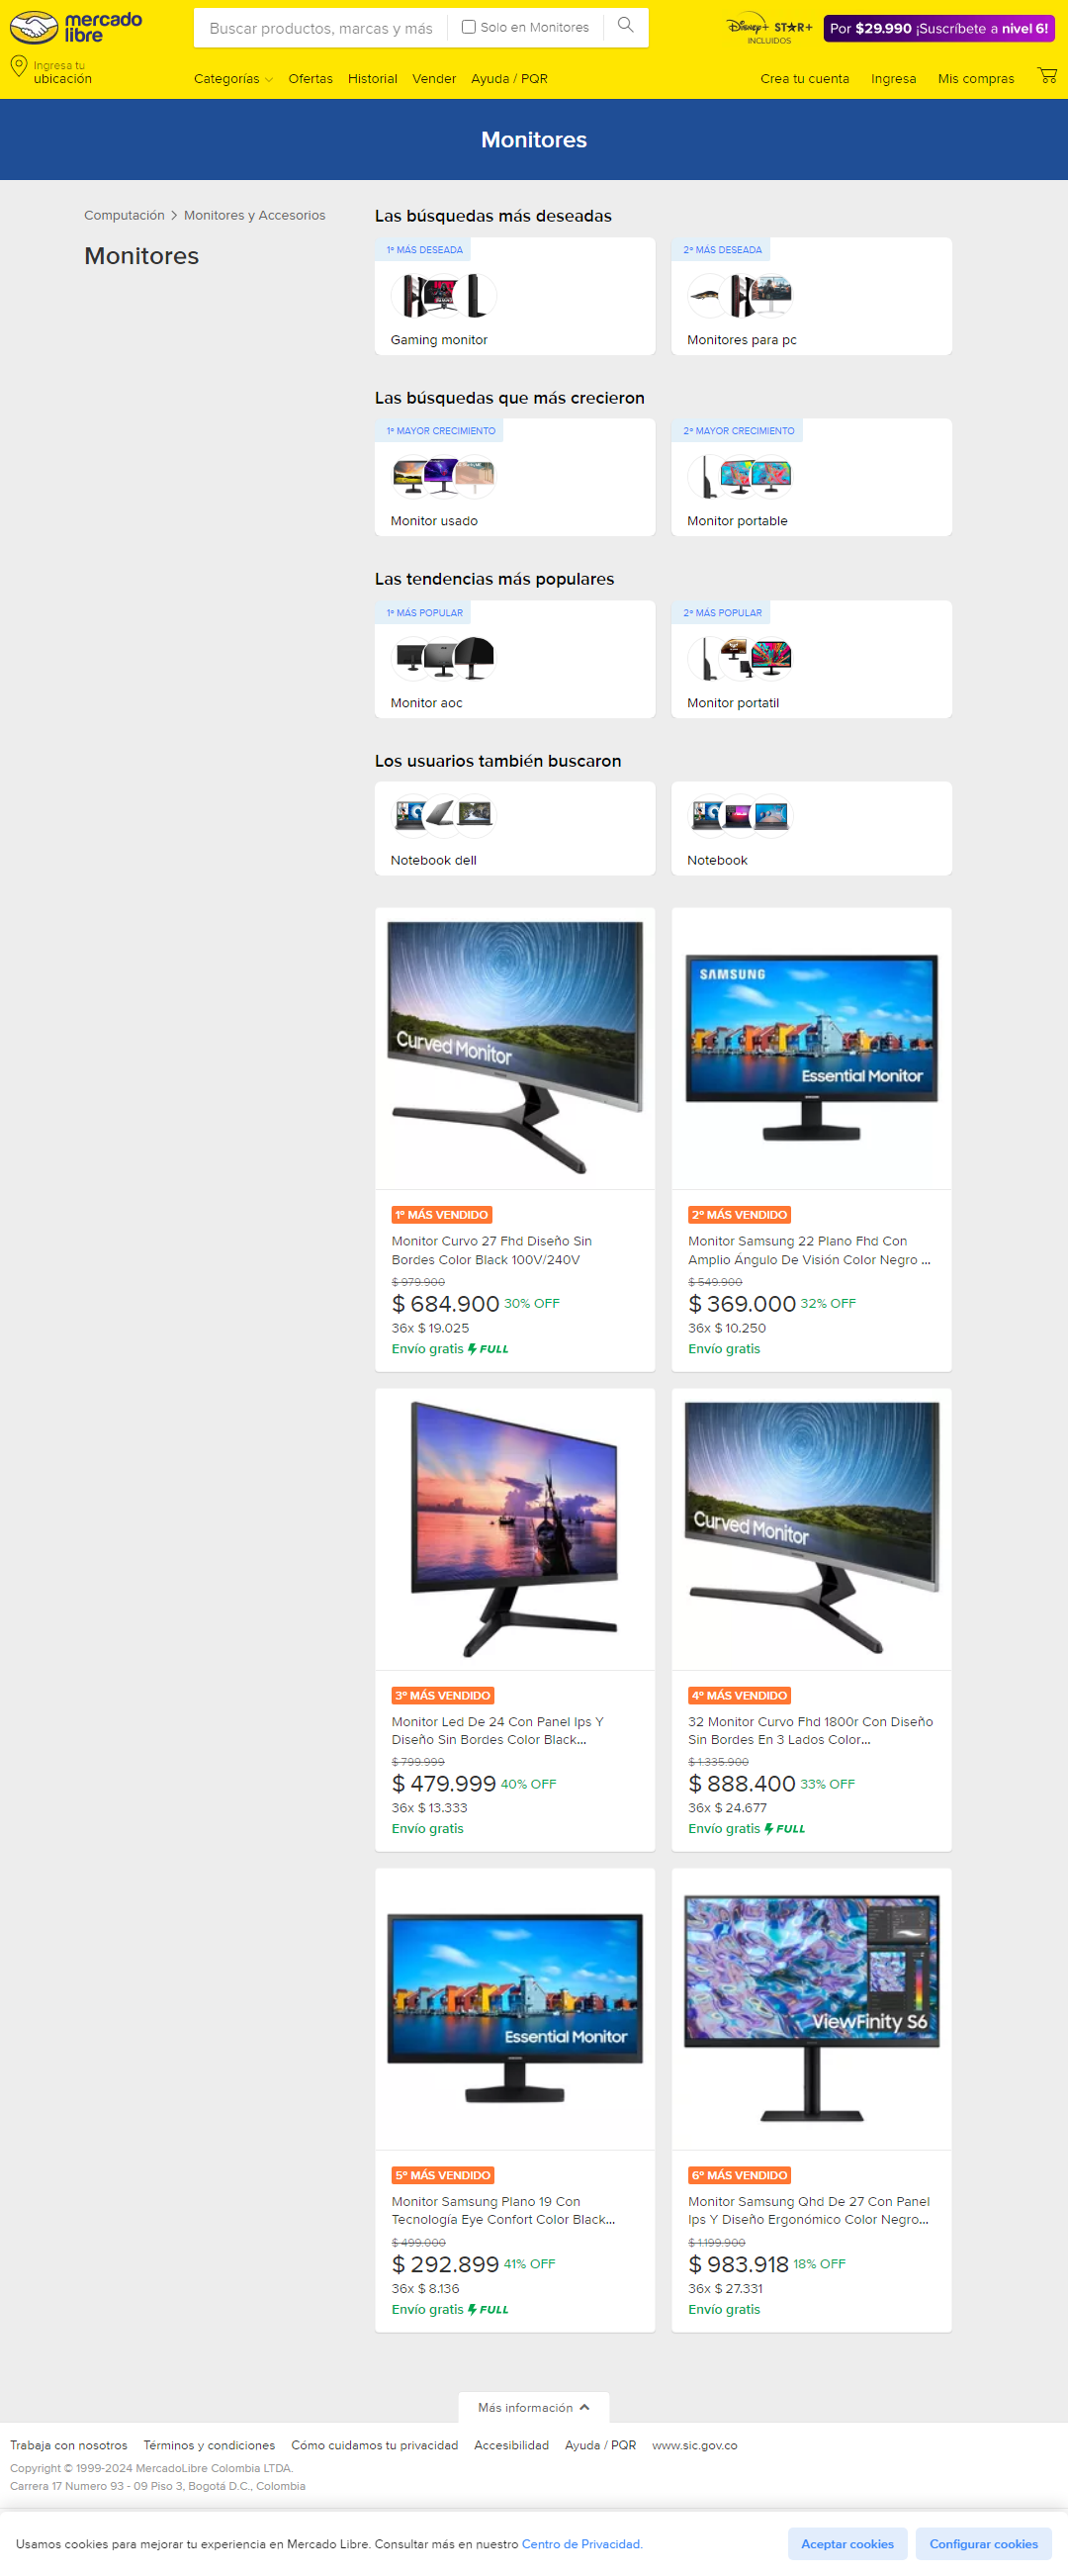 mercado
libre
Buscar productos, marcas y más
Solo en Monitores
Disney+ STAR+
INCLUIDOS
Por $29.990 ¡Suscríbete a nivel 6!
Ingresa tu
ubicación
Categorías Ofertas Historial Vender Ayuda / PQR
Crea tu cuenta Ingresa Mis compras
Monitores
Computación > Monitores y Accesorios
Monitores
Las búsquedas más deseadas
1º MÁS DESEADA
Gaming monitor
2º MÁS DESEADA
Monitores para pc
Las búsquedas que más crecieron
1º MAYOR CRECIMIENTO
Monitor usado
2º MAYOR CRECIMIENTO
Monitor portable
Las tendencias más populares
1º MÁS POPULAR
Monitor aoc
2º MÁS POPULAR
Monitor portatil
Los usuarios también buscaron
Notebook dell
Notebook
Curved Monitor
1º MÁS VENDIDO
Monitor Curvo 27 Fhd Diseño Sin
Bordes Color Black 100V/240V
$ 979.900
$ 684.900 30% OFF
36x $ 19.025
Envío gratis FULL
SAMSUNG
Essential Monitor
2º MÁS VENDIDO
Monitor Samsung 22 Plano Fhd Con
Amplio Ángulo De Visión Color Negro ...
$ 549.900
$ 369.000 32% OFF
36x $ 10.250
Envío gratis
3º MÁS VENDIDO
Monitor Led De 24 Con Panel Ips Y
Diseño Sin Bordes Color Black...
$ 799.999
$ 479.999 40% OFF
36x $ 13.333
Envío gratis
Curved Monitor
4º MÁS VENDIDO
32 Monitor Curvo Fhd 1800r Con Diseño
Sin Bordes En 3 Lados Color...
$ 1.335.900
$ 888.400 33% OFF
36x $ 24.677
Envío gratis FULL
Essential Monitor
5º MÁS VENDIDO
Monitor Samsung Plano 19 Con
Tecnología Eye Confort Color Black...
$ 499.000
$ 292.899 41% OFF
36x $ 8.136
Envío gratis FULL
ViewFinity S6
6º MÁS VENDIDO
Monitor Samsung Qhd De 27 Con Panel
Ips Y Diseño Ergonómico Color Negro...
$ 1.199.900
$ 983.918 18% OFF
36x $ 27.331
Envío gratis
Más información
Trabaja con nosotros Términos y condiciones Cómo cuidamos tu privacidad Accesibilidad Ayuda / PQR www.sic.gov.co
Copyright © 1999-2024 MercadoLibre Colombia LTDA.
Carrera 17 Numero 93 - 09 Piso 3, Bogotá D.C., Colombia
Usamos cookies para mejorar tu experiencia en Mercado Libre. Consultar más en nuestro Centro de Privacidad.
Aceptar cookies
Configurar cookies